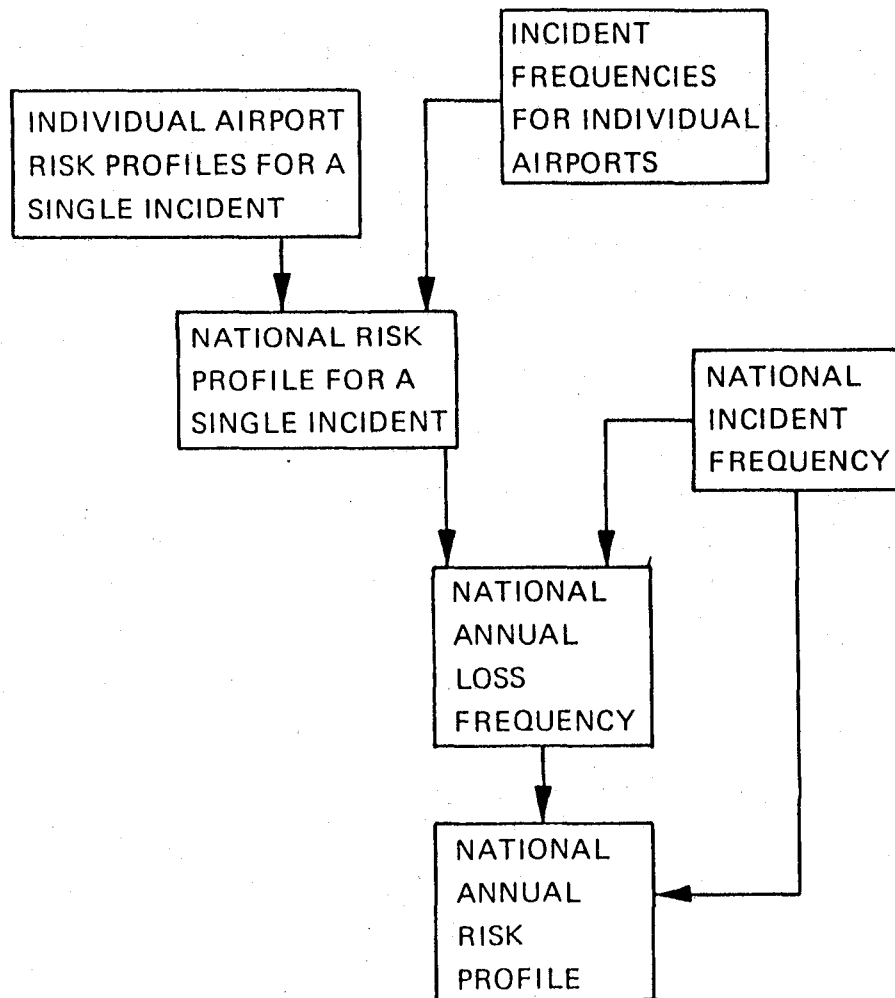 INCIDENT
FREQUENCIES
FOR INDIVIDUAL
AIRPORTS
INDIVIDUAL AIRPORT
RISK PROFILES FOR A
SINGLE INCIDENT
NATIONAL RISK
PROFILE FOR A
SINGLE INCIDENT
NATIONAL
INCIDENT
FREQUENCY
NATIONAL
ANNUAL
LOSS
FREQUENCY
NATIONAL
ANNUAL
RISK
PROFILE